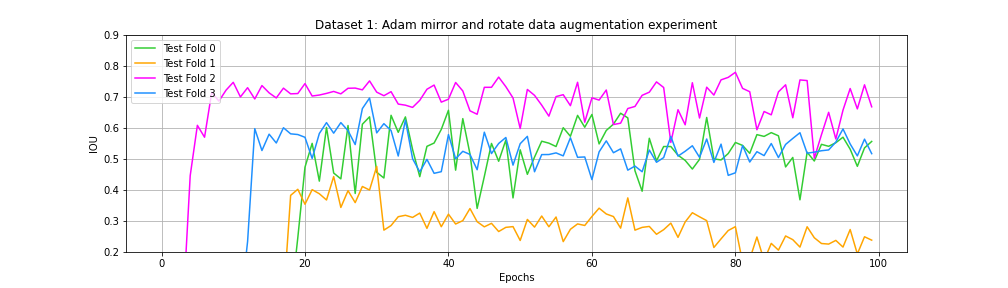 Dataset 1: Adam mirror and rotate data augmentation experiment
Test Fold 0
Test Fold 1
Test Fold 2
Test Fold 3
IOU
0.9
0.8
0.7
0.6
0.5
0.4
0.3
0.2
0 20 40 60 80 100
Epochs